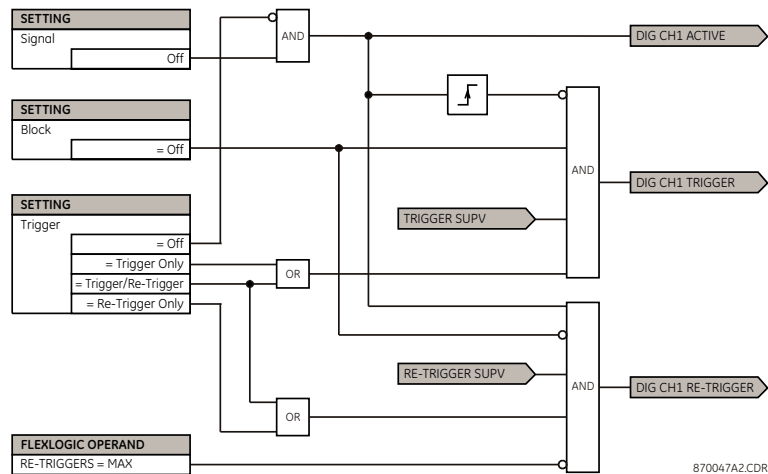 SETTING
Signal
Off
AND
DIG CH1 ACTIVE
SETTING
Block
= Off
AND
DIG CH1 TRIGGER
SETTING
Trigger
TRIGGER SUPV
= Off
= Trigger Only
OR
= Trigger/Re-Trigger
= Re-Trigger Only
RE-TRIGGER SUPV
AND
DIG CH1 RE-TRIGGER
OR
FLEXLOGIC OPERAND
RE-TRIGGERS = MAX
870047A2.CDR